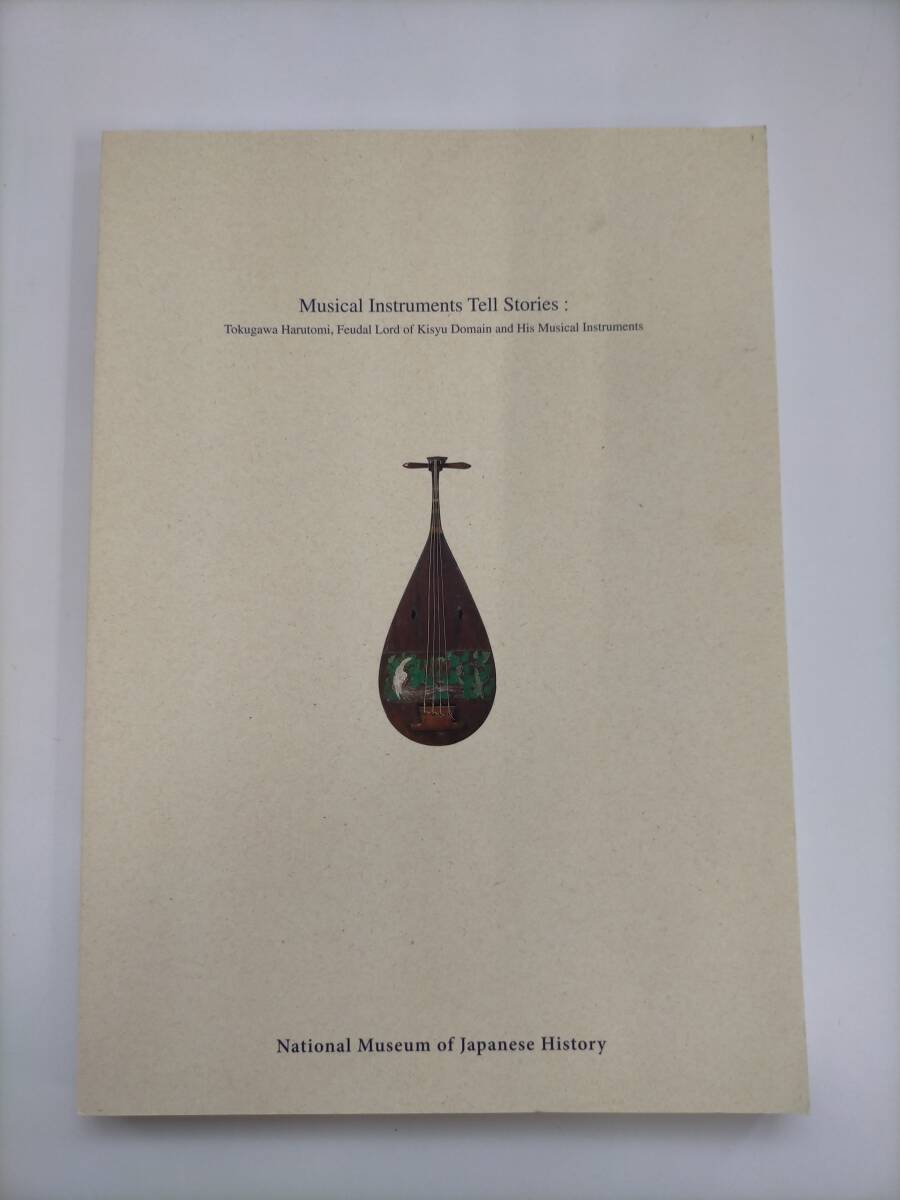 Musical Instruments Tell Stories :
Tokugawa Harutomi, Feudal Lord of Kisyu Domain and His Musical Instruments
National Museum of Japanese History